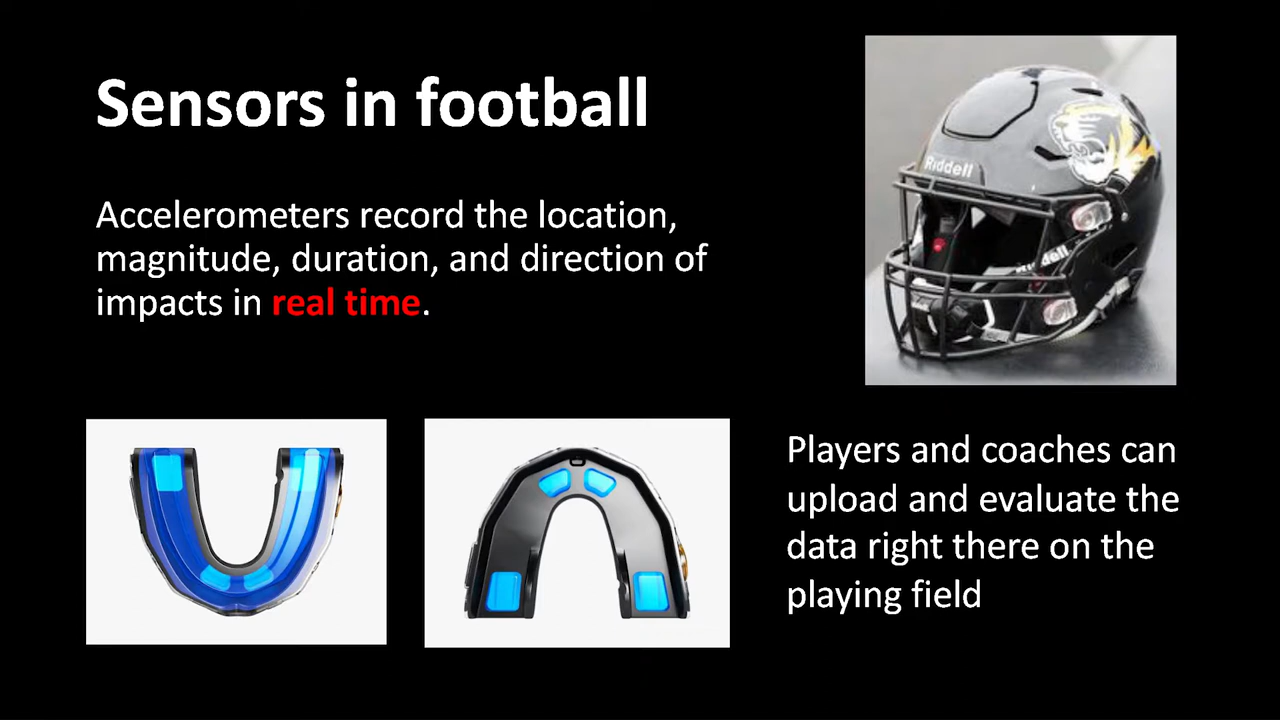 Sensors in football
Accelerometers record the location,
magnitude, duration, and direction of
impacts in real time.
Riddell
Riddell
Players and coaches can
upload and evaluate the
data right there on the
playing field